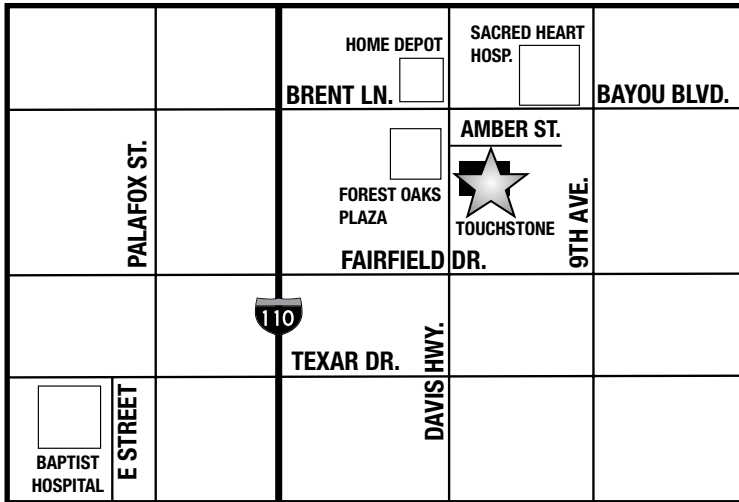 HOME DEPOT
SACRED HEART
HOSP.
BRENT LN.
BAYOU BLVD.
AMBER ST.
PALAFOX ST.
FOREST OAKS
PLAZA
TOUCHSTONE
9TH AVE.
FAIRFIELD DR.
110
TEXAR DR.
DAVIS HWY.
E STREET
BAPTIST
HOSPITAL